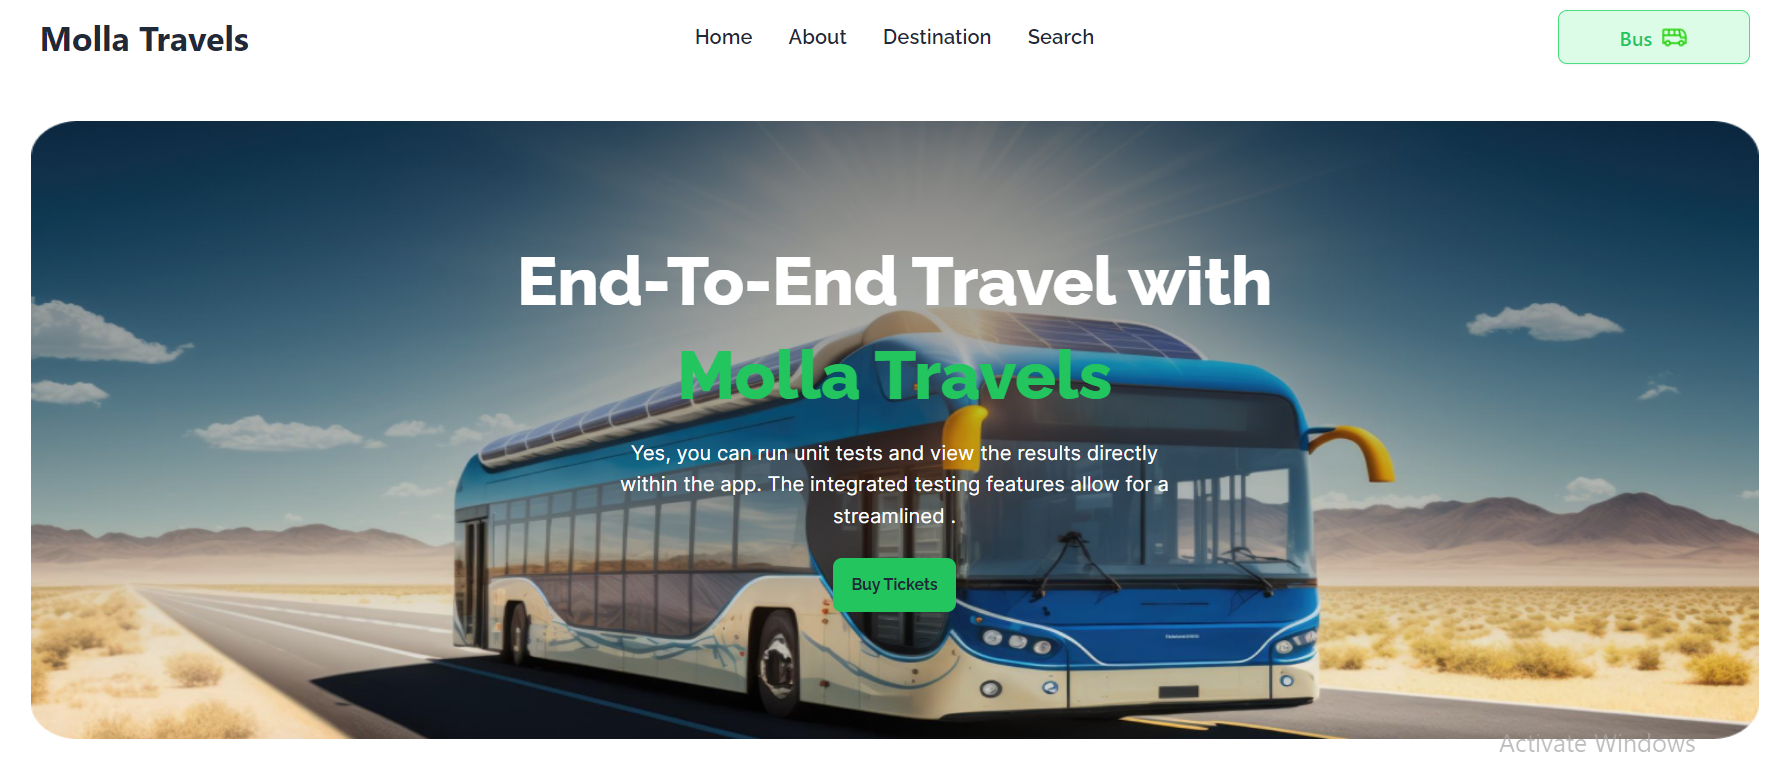 Molla Travels
Home About Destination Search
Bus
End-To-End Travel with
Molla Travels
Yes, you can run unit tests and view the results directly
within the app. The integrated testing features allow for a
streamlined .
Buy Tickets
Activate Windows